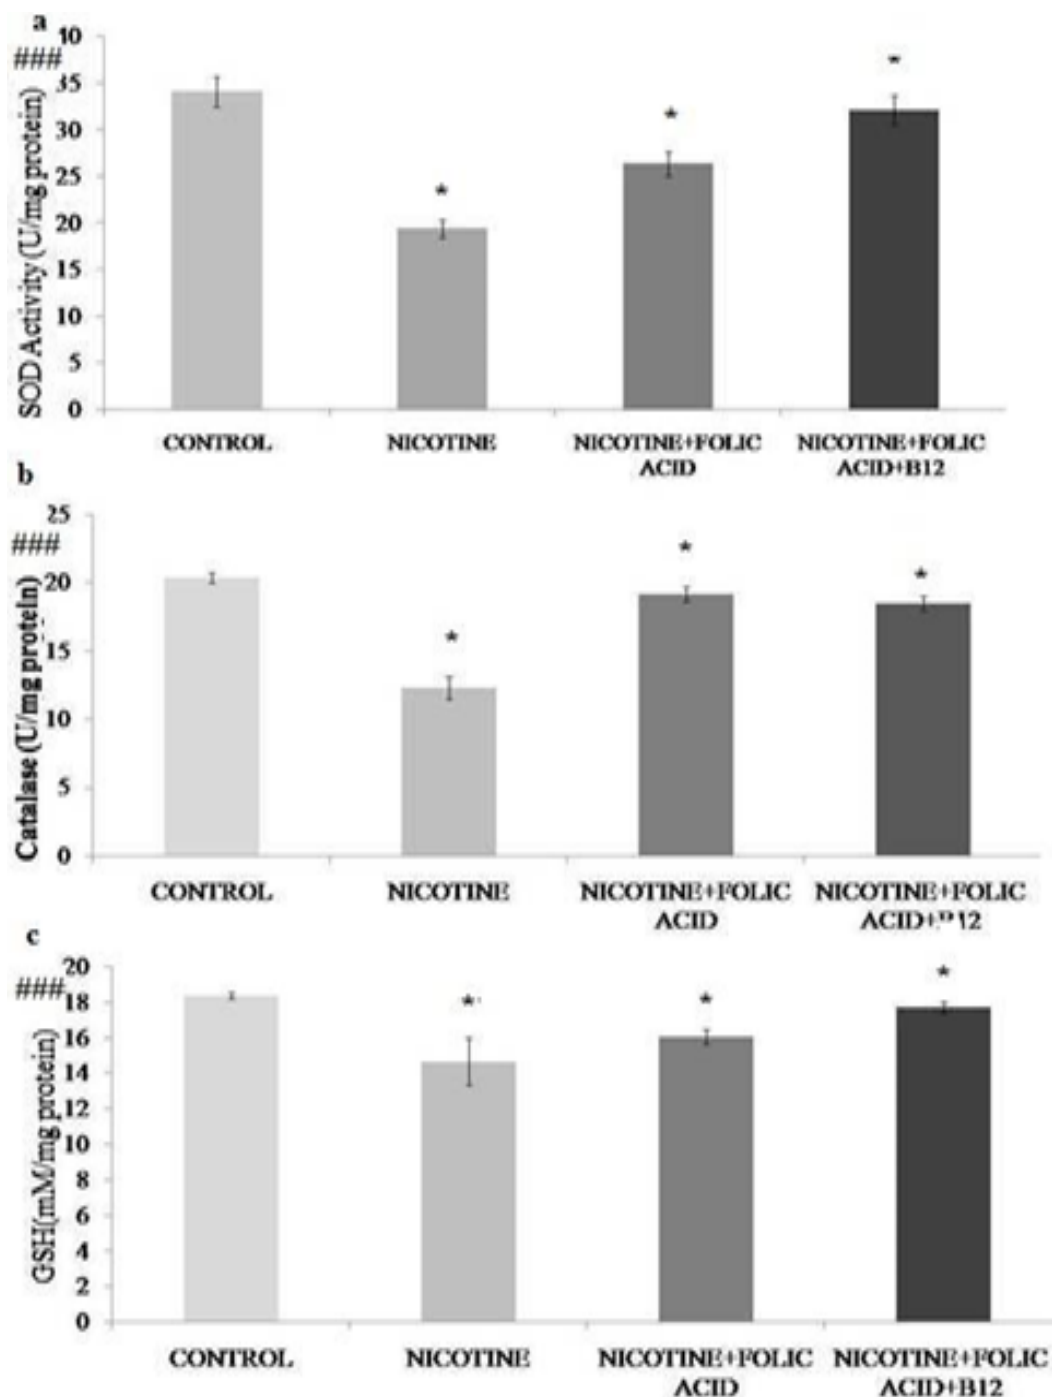 a
10
###
35
30
25
20
15
10
5
0
SOD Activity (U/mg protein)
CONTROL
NICOTINE
NICOTINE+FOLIC
ACID
NICOTINE+FOLIC
ACID+B12
*
*
*
b
25
###
20
15
10
5
0
Catalase (U/mg protein)
CONTROL
NICOTINE
NICOTINE+FOLIC
ACID
NICOTINE+FOLIC
*
*
*
c
20
###
18
16
14
12
10
8
6
4
2
0
GSH(mM/mg protein)
CONTROL
NICOTINE
NICOTINE+FOLIC
ACID
NICOTINE+FOLIC
ACID+B12
*
*
*